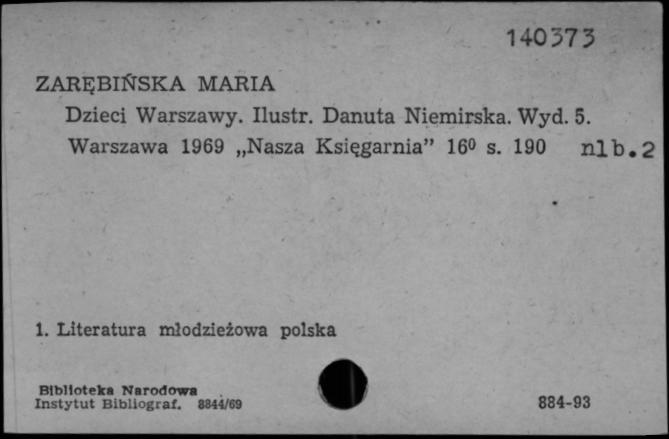 140373
ZARĘBIŃSKA MARIA
Dzieci Warszawy. Ilustr. Danuta Niemirska. Wyd. 5.
Warszawa 1969 „Nasza Księgarnia” 16⁰ s. 190 nlb.2
1. Literatura młodzieżowa polska
Biblioteka Narodowa
Instytut Bibliograf. 8844/69
884-93